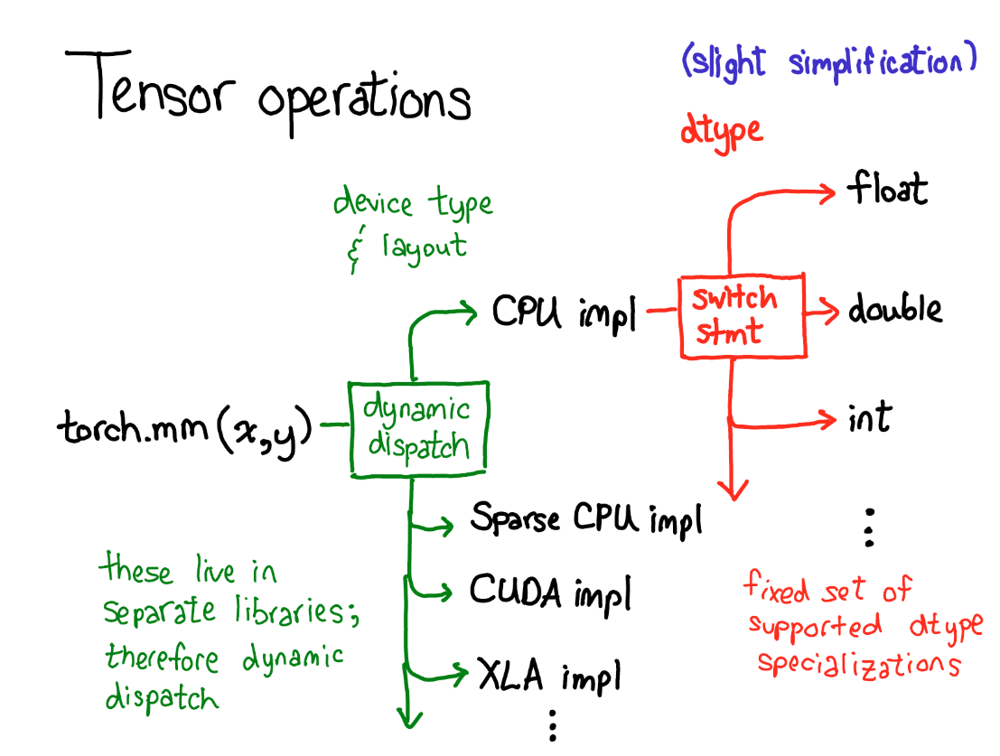 Tensor operations
(slight simplification)
dtype
float
device type
& layout
CPU impl
switch
stmt
double
torch.mm(x,y)
dynamic
dispatch
int
Sparse CPU impl
CUDA impl
XLA impl
⋮
these live in
separate libraries;
therefore dynamic
dispatch
⋮
fixed set of
supported dtype
specializations